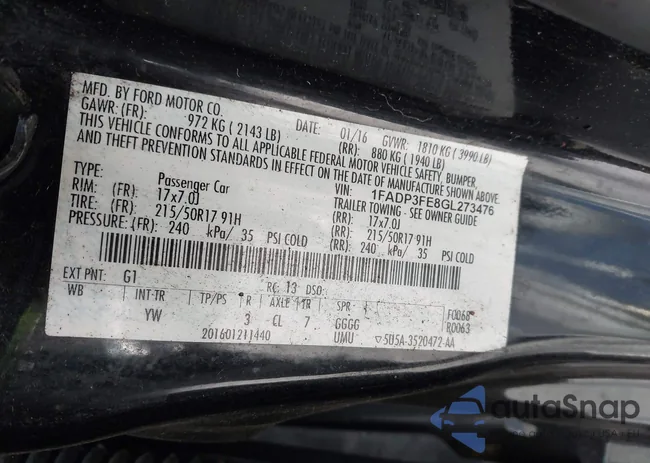 MFD. BY FORD MOTOR CO.
DATE: 01/16 GVWR: 1810 KG ( 3990 LB)
GAWR: (FR): 972 KG ( 2143 LB) (RR): 880 KG ( 1940 LB)
THIS VEHICLE CONFORMS TO ALL APPLICABLE FEDERAL MOTOR VEHICLE SAFETY, BUMPER,
AND THEFT PREVENTION STANDARDS IN EFFECT ON THE DATE OF MANUFACTURE SHOWN ABOVE.
VIN: 1FADP3FE8GL273476
TYPE: Passenger Car TRAILER TOWING - SEE OWNER GUIDE
RIM: (FR): 17x7.0J (RR): 17x7.0J
TIRE: (FR): 215/50R17 91H (RR): 215/50R17 91H
PRESSURE: (FR): 240 kPa/ 35 PSI COLD (RR): 240 kPa/ 35 PSI COLD
EXT PNT: G1 RC: 13 DSO:
WB INT TR TP/PS R AXLE TR SPR F0068
YW 3 CL 7 GGGG R0063
201601211440 UMU ▽5U5A-3520472-AA
autoSnap